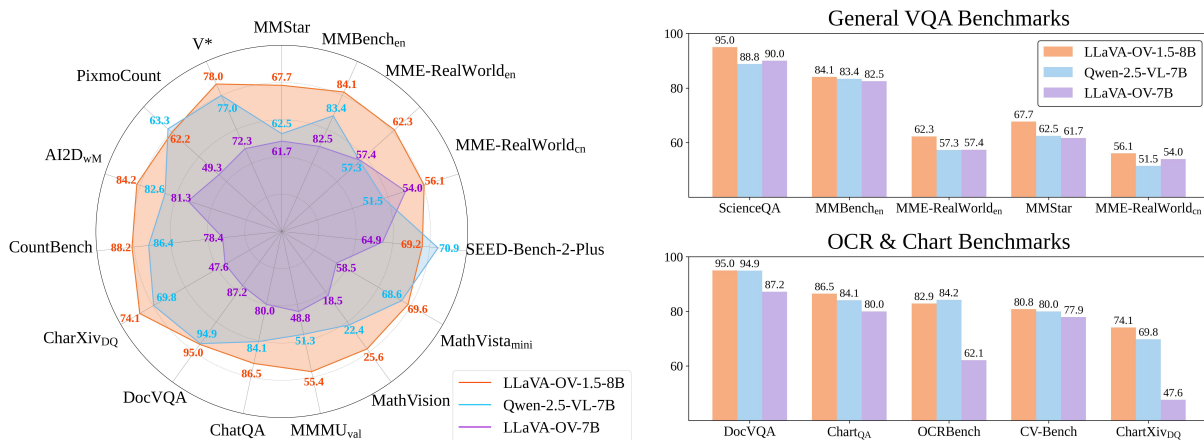 MMStar
MMBench_en
MME-RealWorld_en
MME-RealWorld_cn
SEED-Bench-2-Plus
MathVista_mini
MathVision
MMMU_val
ChatQA
DocVQA
CharXiv_DQ
CountBench
AI2D_wM
PixmoCount
V*
67.7
84.1
62.3
56.1
69.2
69.6
25.6
55.4
86.5
95.0
74.1
88.2
84.2
62.2
78.0
62.5
83.4
57.3
51.5
70.9
68.6
22.4
51.3
84.1
94.9
69.8
86.4
82.6
63.3
77.0
61.7
82.5
57.4
54.0
64.9
58.5
18.5
48.8
80.0
87.2
47.6
78.4
81.3
49.3
72.3
LLaVA-OV-1.5-8B
Qwen-2.5-VL-7B
LLaVA-OV-7B
General VQA Benchmarks
100
80
60
95.0 88.8 90.0
84.1 83.4 82.5
62.3 57.3 57.4
67.7 62.5 61.7
56.1 51.5 54.0
LLaVA-OV-1.5-8B
Qwen-2.5-VL-7B
LLaVA-OV-7B
ScienceQA MMBench_en MME-RealWorld_en MMStar MME-RealWorld_cn
OCR & Chart Benchmarks
100
80
60
95.0 94.9 87.2
86.5 84.1 80.0
82.9 84.2 62.1
80.8 80.0 77.9
74.1 69.8 47.6
DocVQA Chart_QA OCRBench CV-Bench ChartXiv_DQ